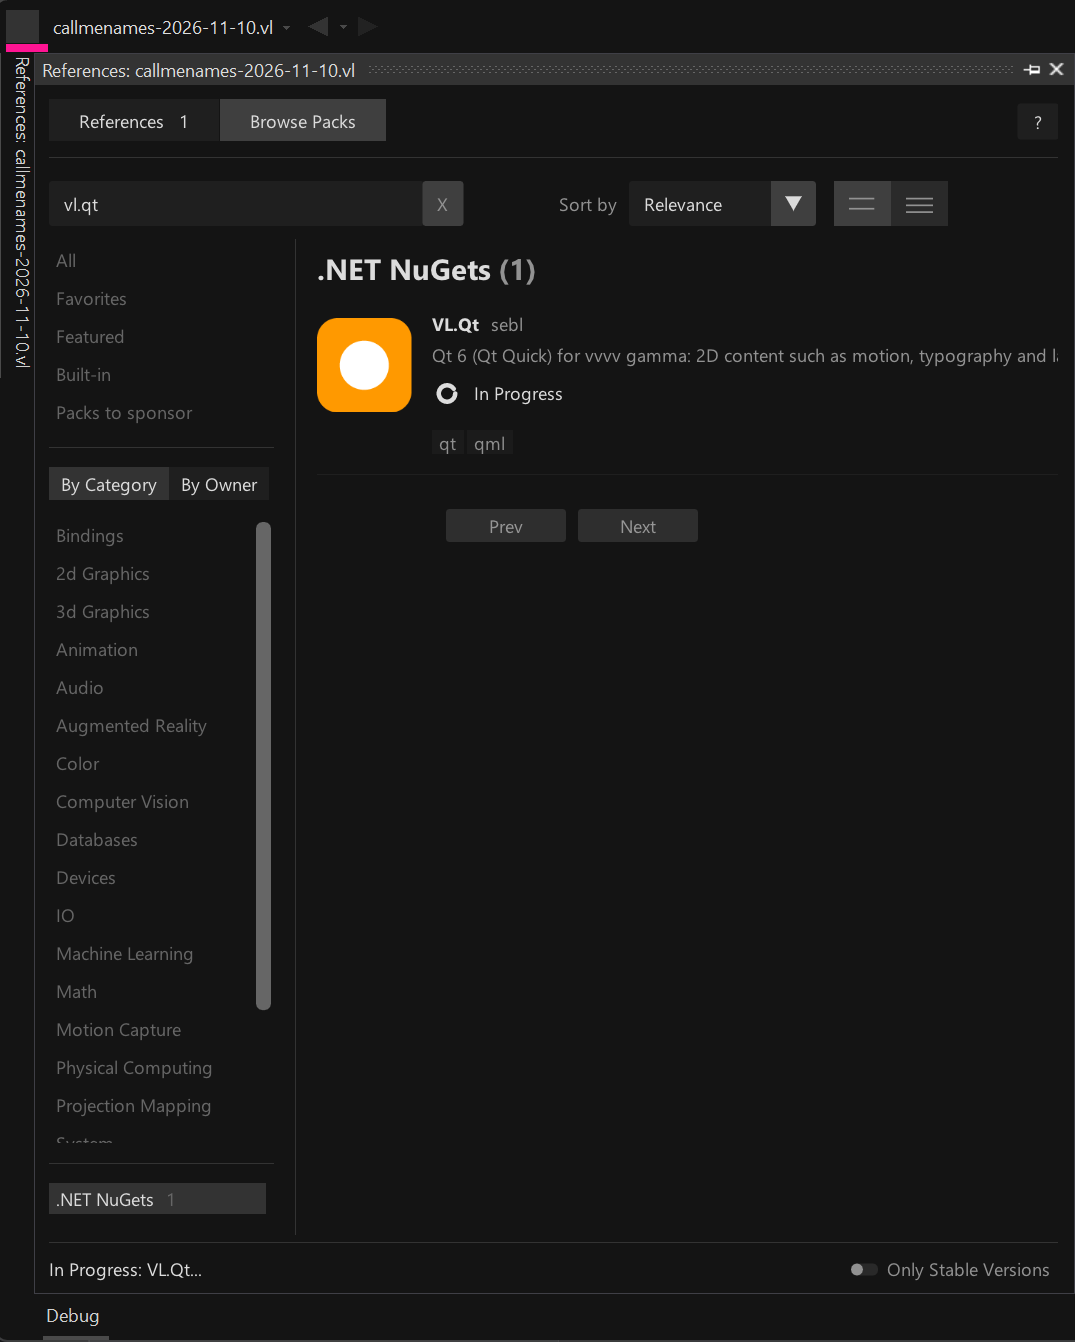 callmenames-2026-11-10.vl
References: callmenames-2026-11-10.vl
References: callmenames-2026-11-10.vl
References 1 Browse Packs ?
vl.qt X Sort by Relevance
All
Favorites
Featured
Built-in
Packs to sponsor
By Category By Owner
Bindings
2d Graphics
3d Graphics
Animation
Audio
Augmented Reality
Color
Computer Vision
Databases
Devices
IO
Machine Learning
Math
Motion Capture
Physical Computing
Projection Mapping
System
.NET NuGets 1
.NET NuGets (1)
VL.Qt sebl
Qt 6 (Qt Quick) for vvvv gamma: 2D content such as motion, typography and
In Progress
qt qml
Prev Next
In Progress: VL.Qt... Only Stable Versions
Debug